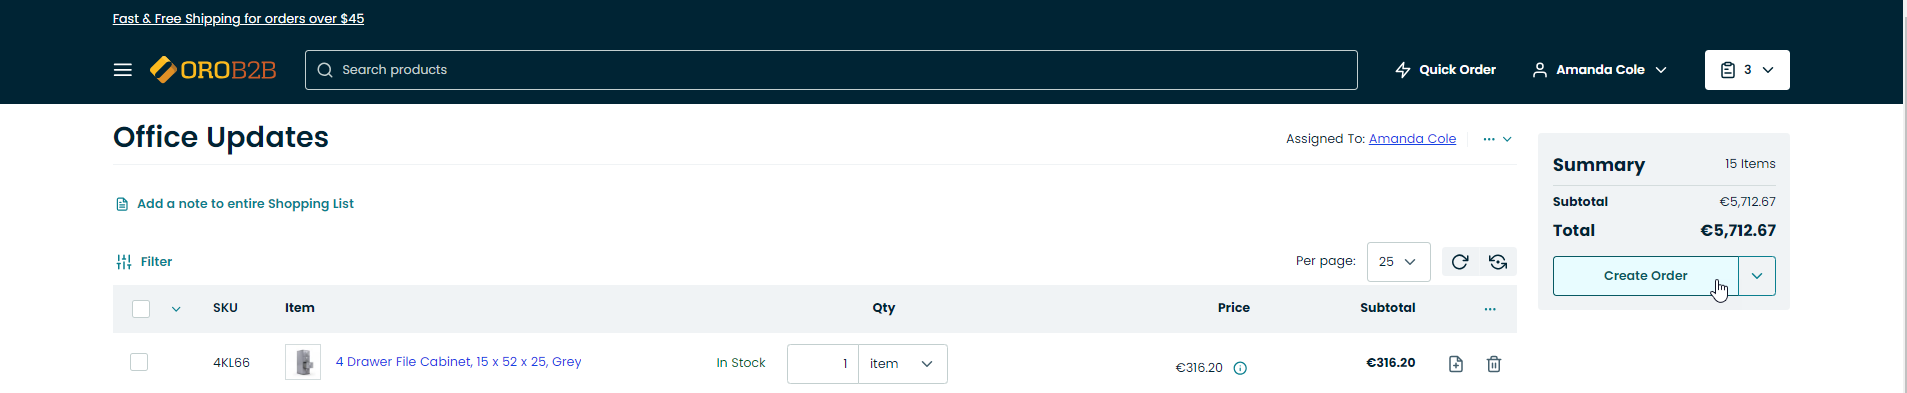 Fast & Free Shipping for orders over $45
OROB2B
Search products
Quick Order
Amanda Cole
3
Office Updates
Assigned To: Amanda Cole
Summary
15 Items
Subtotal
€5,712.67
Total
€5,712.67
Create Order
Add a note to entire Shopping List
Filter
Per page:
25
SKU
Item
Qty
Price
Subtotal
4KL66
4 Drawer File Cabinet, 15 x 52 x 25, Grey
In Stock
1
item
€316.20
€316.20